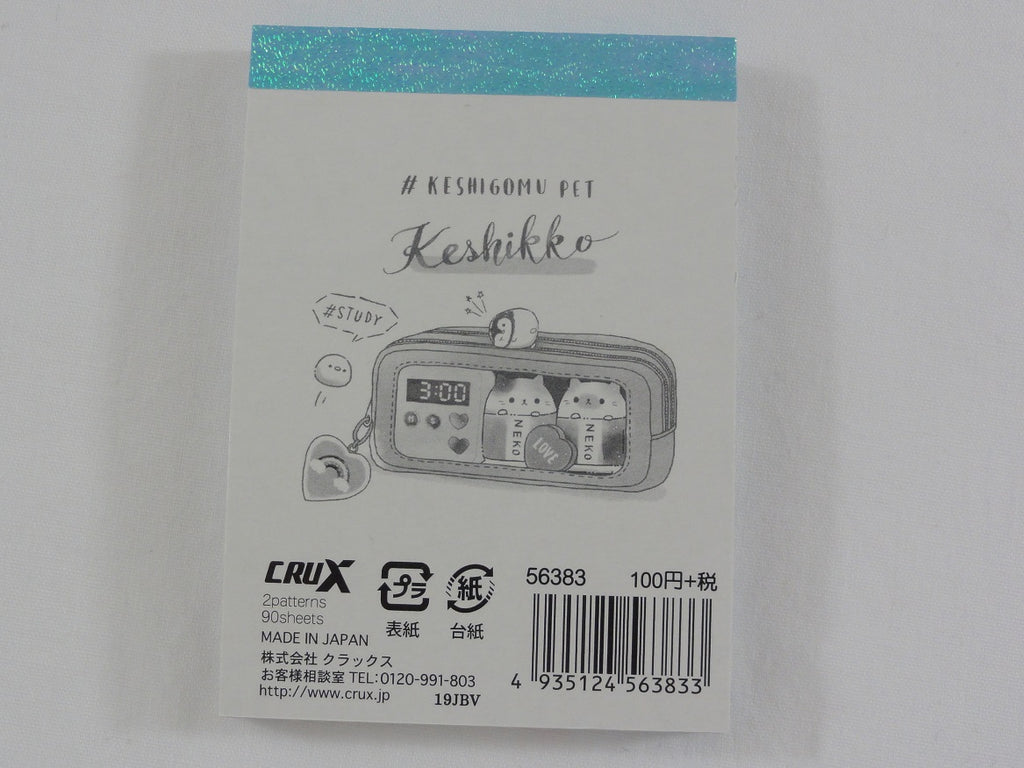 # KESHIGOMU PET
Keshikko
#STUDY
3:00
NEKO
NEKO
LOVE
CRUX
2patterns
90sheets
MADE IN JAPAN
株式会社 クラックス
お客様相談室 TEL:0120-991-803
http://www.crux.jp
19JBV
プラ
表紙
紙
台紙
56383 100円+税
4 935124 563833